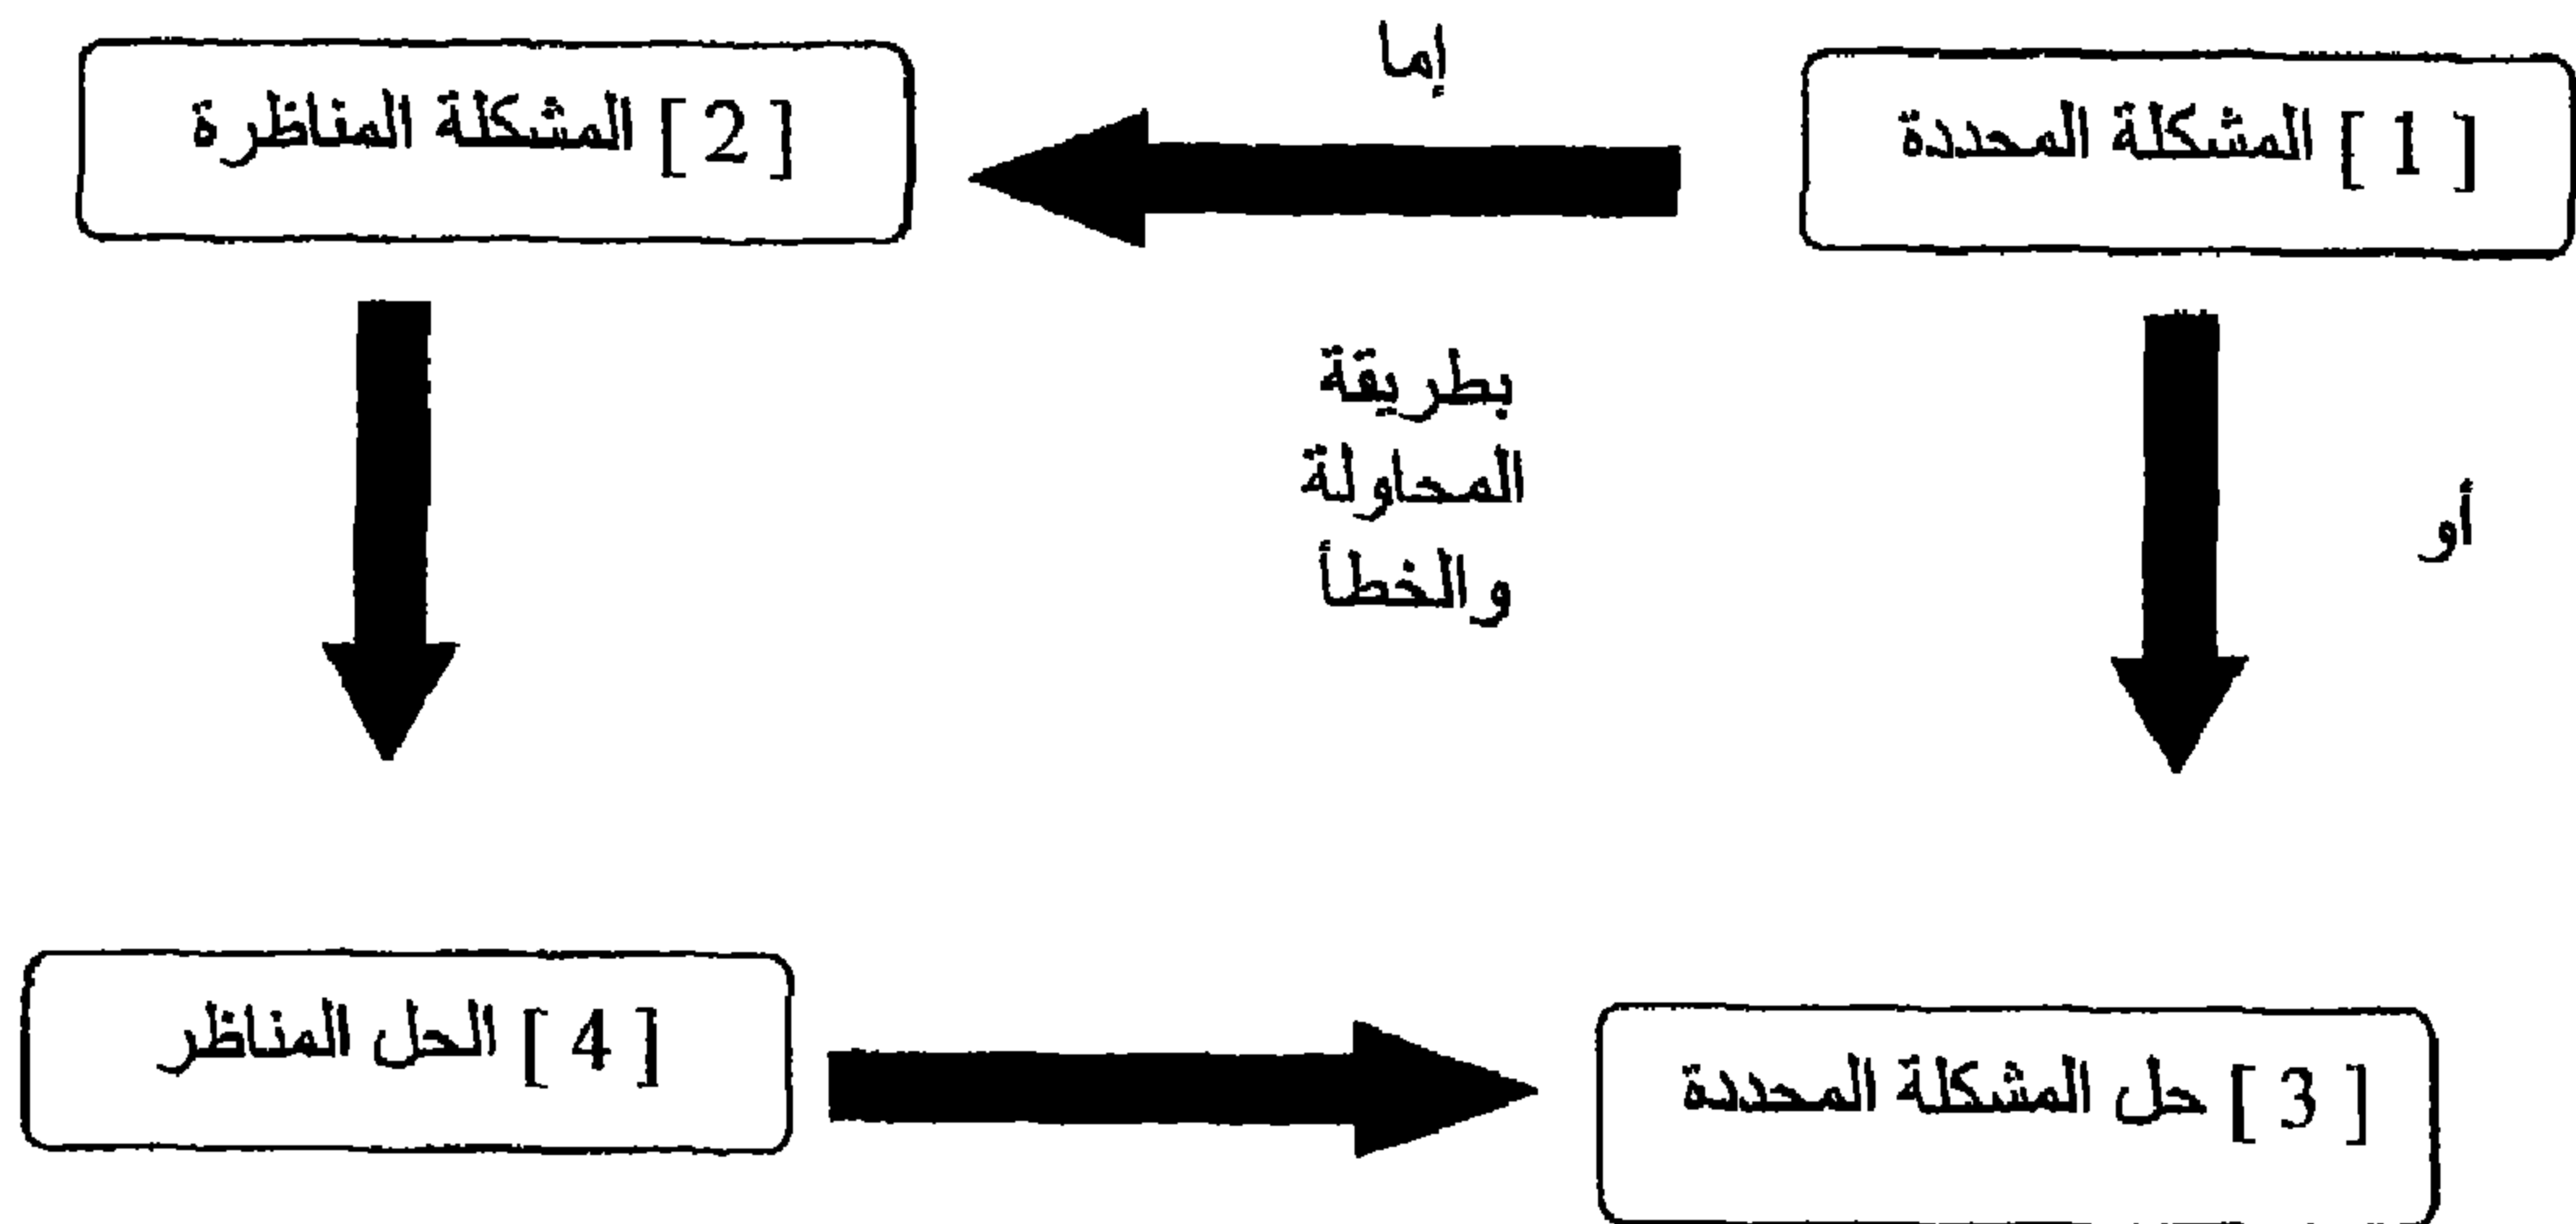 [ 1 ] المشكلة المحددة
إما
[ 2 ] المشكلة المناظرة
أو
بطريقة
المحاولة
والخطأ
[ 3 ] حل المشكلة المحددة
[ 4 ] الحل المناظر